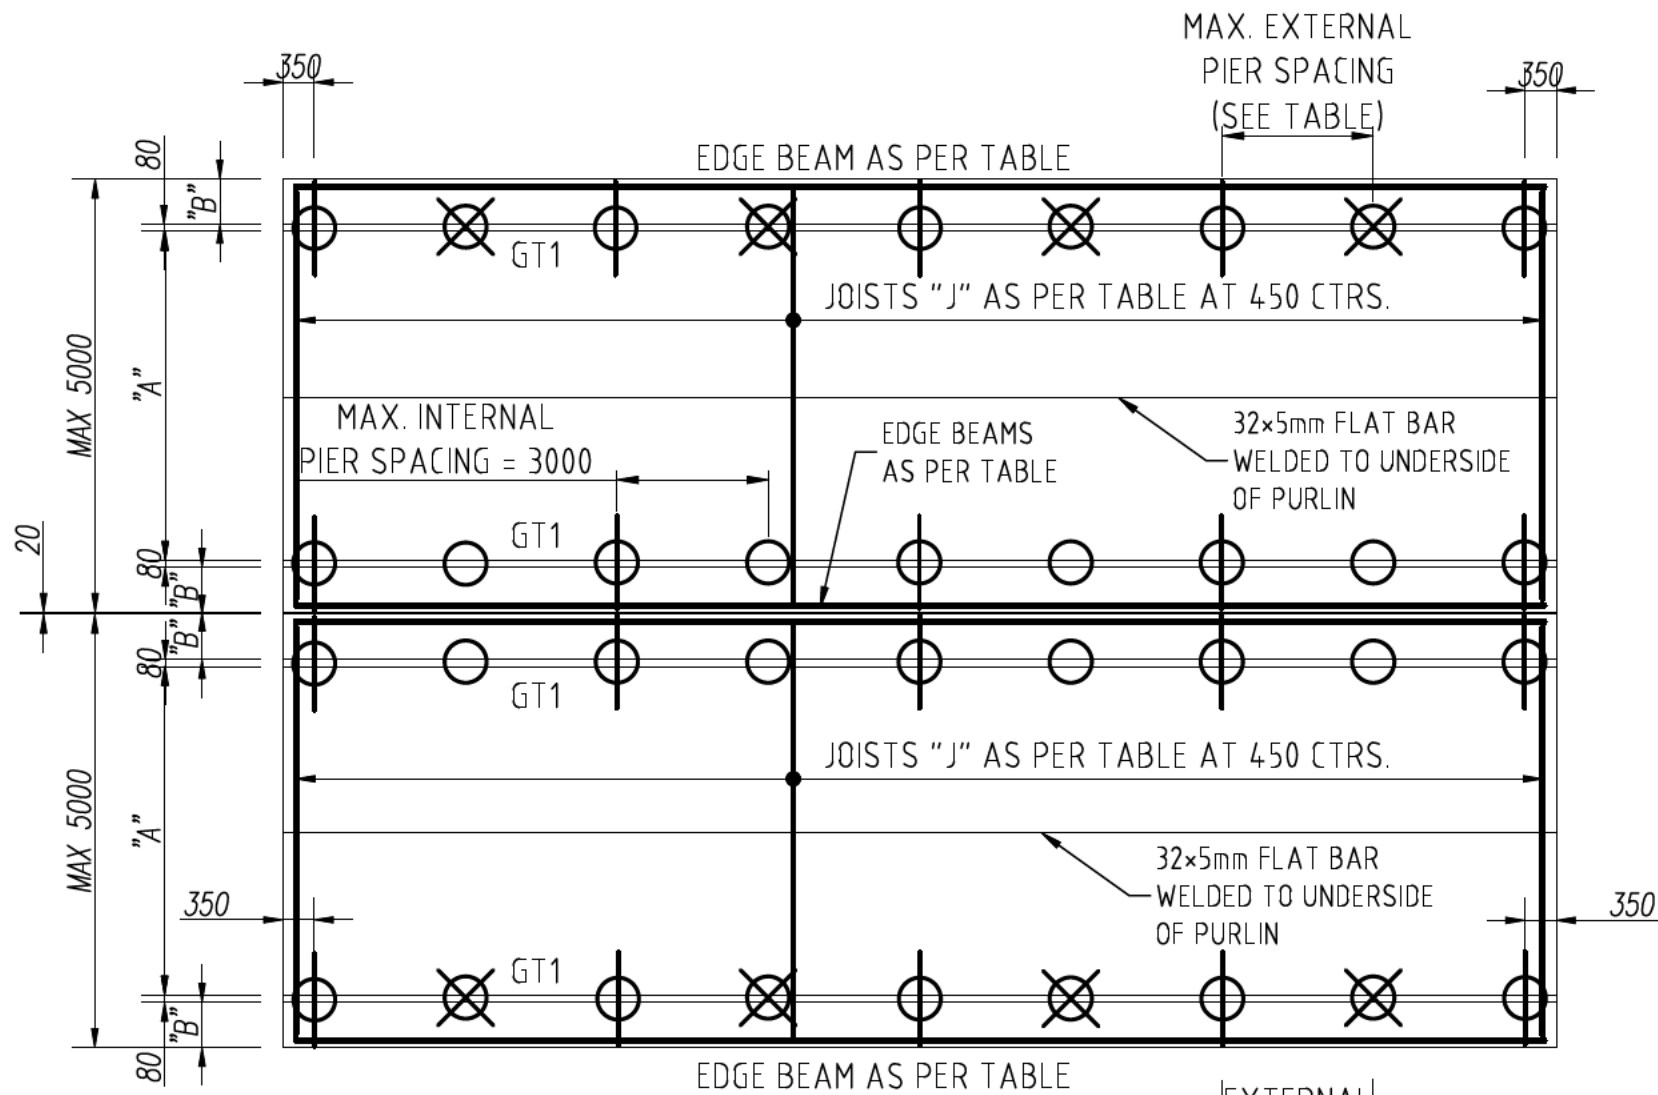 MAX. EXTERNAL
PIER SPACING
(SEE TABLE)
350
350
EDGE BEAM AS PER TABLE
80
"B"
GT1
JOISTS "J" AS PER TABLE AT 450 CTRS.
MAX 5000
"A"
MAX. INTERNAL
PIER SPACING = 3000
EDGE BEAMS
AS PER TABLE
32×5mm FLAT BAR
WELDED TO UNDERSIDE
OF PURLIN
20
GT1
80
"B"
"B"
80
GT1
JOISTS "J" AS PER TABLE AT 450 CTRS.
MAX 5000
"A"
32×5mm FLAT BAR
WELDED TO UNDERSIDE
OF PURLIN
350
350
GT1
"B"
80
EDGE BEAM AS PER TABLE
EXTERNAL